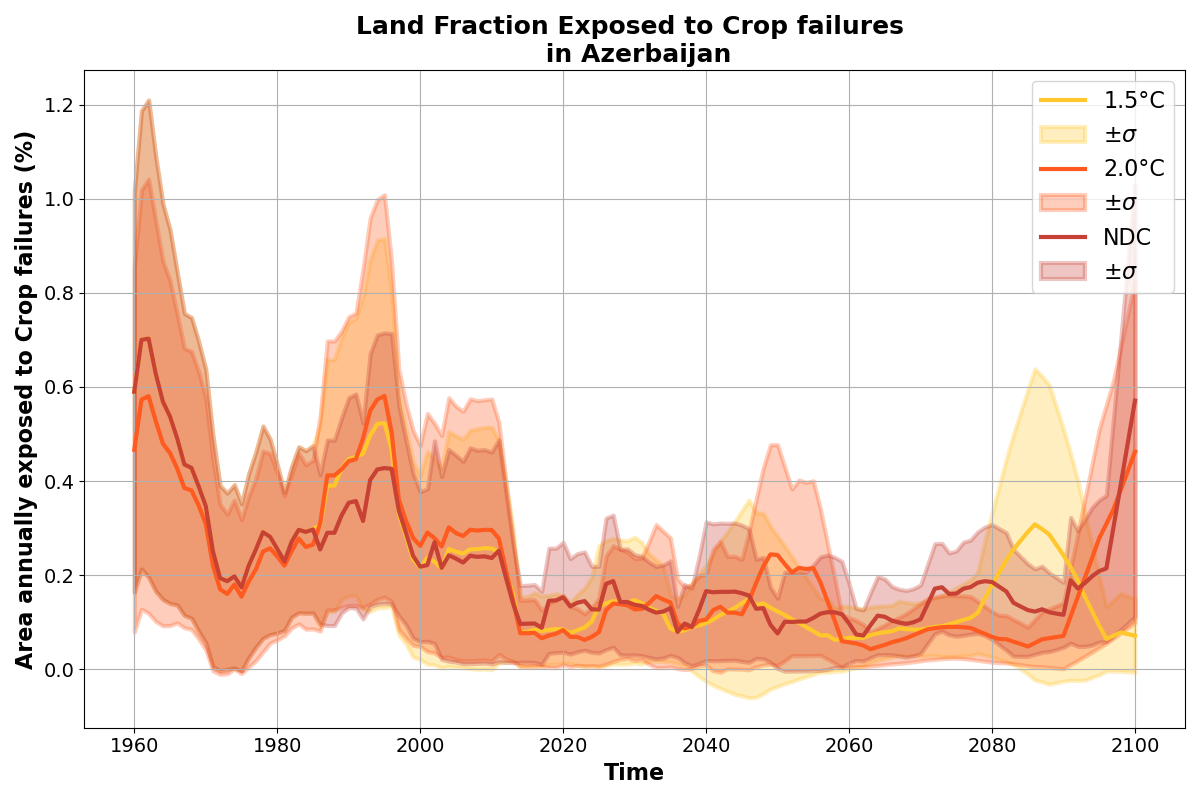 Land Fraction Exposed to Crop failures
in Azerbaijan
Area annually exposed to Crop failures (%)
1.2
1.0
0.8
0.6
0.4
0.2
0.0
1960
1980
2000
2020
2040
2060
2080
2100
Time
1.5°C
±σ
2.0°C
±σ
NDC
±σ